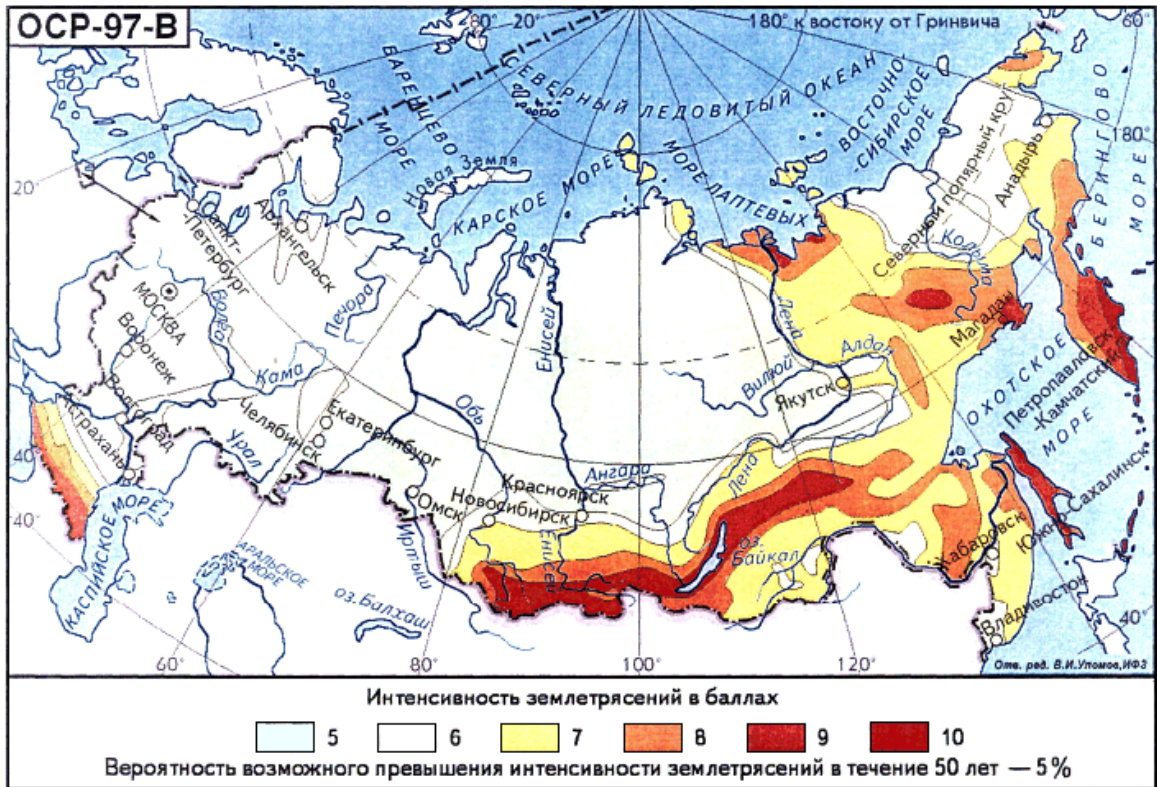 ОСР-97-В
80°
20°
180° к востоку от Гринвича
60°
БАРЕНЦЕВО
МОРЕ
СЕВЕРНЫЙ ЛЕДОВИТЫЙ ОКЕАН
ВОСТОЧНО-
-СИБИРСКОЕ
МОРЕ
БЕРИНГОВО
МОРЕ
180°
20°
Новая Земля
КАРСКОЕ МОРЕ
МОРЕ ЛАПТЕВЫХ
Северный полярный круг
Анадырь
Санкт-
-Петербург
Архангельск
Колыма
МОСКВА
Волга
Печора
Енисей
Лена
Магадан
Воронеж
Кама
Обь
Вилюй
Алдан
Якутск
ОХОТСКОЕ
МОРЕ
Петропавловск-
-Камчатский
Волгоград
Астрахань
Челябинск
Екатеринбург
Урал
Ангара
Лена
40°
40°
Красноярск
Новосибирск
Омск
Иртыш
Енисей
оз.
Байкал
Хабаровск
Южно-Сахалинск
КАСПИЙСКОЕ МОРЕ
АРАЛЬСКОЕ
МОРЕ
оз.Балхаш
Владивосток
40°
60°
80°
100°
120°
Отв. ред. В.И.Уломов,ИФЗ
Интенсивность землетрясений в баллах
5 6 7 8 9 10
Вероятность возможного превышения интенсивности землетрясений в течение 50 лет — 5%